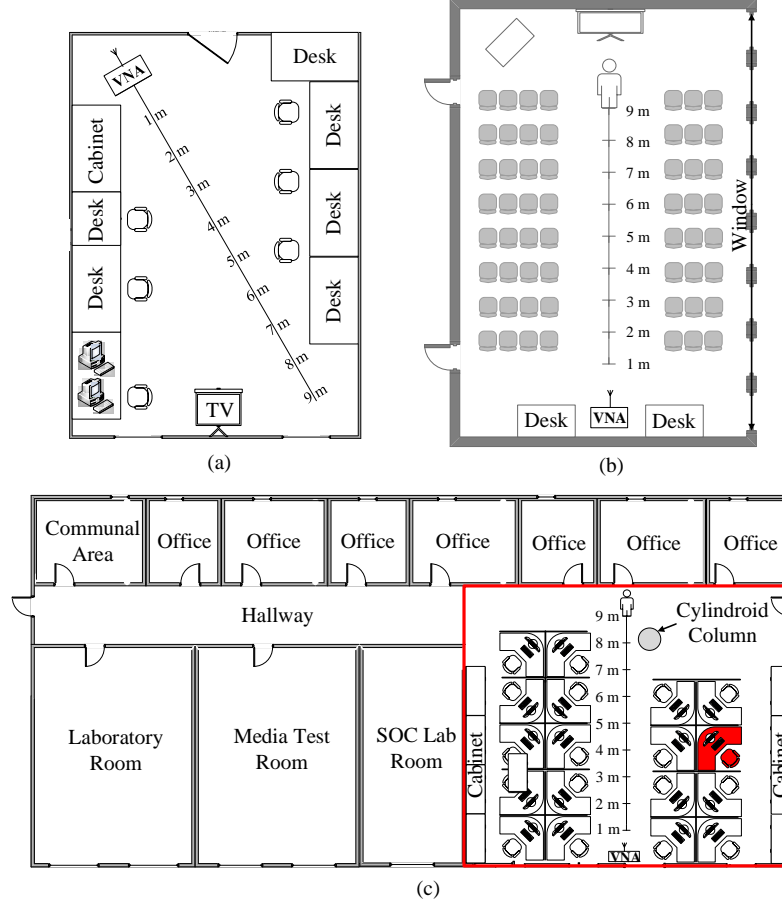 VNA
Desk
1 m
2 m
3 m
4 m
5 m
6 m
7 m
8 m
9 m
Cabinet
Desk
Desk
Desk
Desk
Desk
TV
(a)
9 m
8 m
7 m
6 m
5 m
4 m
3 m
2 m
1 m
Window
Desk
VNA
Desk
(b)
Communal
Area
Office
Office
Office
Office
Office
Office
Office
Hallway
Laboratory
Room
Media Test
Room
SOC Lab
Room
Cabinet
9 m
8 m
7 m
6 m
5 m
4 m
3 m
2 m
1 m
VNA
Cylindroid
Column
Cabinet
(c)